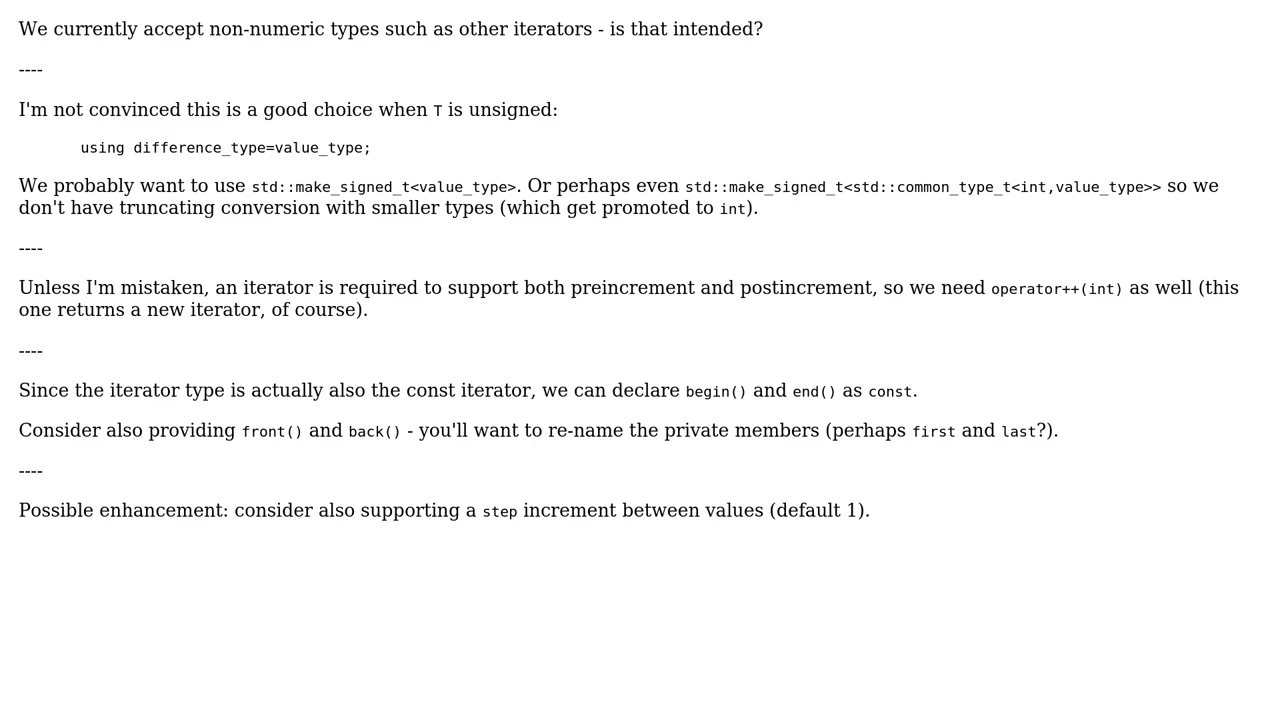 We currently accept non-numeric types such as other iterators - is that intended?
----
I'm not convinced this is a good choice when T is unsigned:
using difference_type=value_type;
We probably want to use std::make_signed_t<value_type>. Or perhaps even std::make_signed_t<std::common_type_t<int,value_type>> so we
don't have truncating conversion with smaller types (which get promoted to int).
----
Unless I'm mistaken, an iterator is required to support both preincrement and postincrement, so we need operator++(int) as well (this
one returns a new iterator, of course).
----
Since the iterator type is actually also the const iterator, we can declare begin() and end() as const.
Consider also providing front() and back() - you'll want to re-name the private members (perhaps first and last?).
----
Possible enhancement: consider also supporting a step increment between values (default 1).